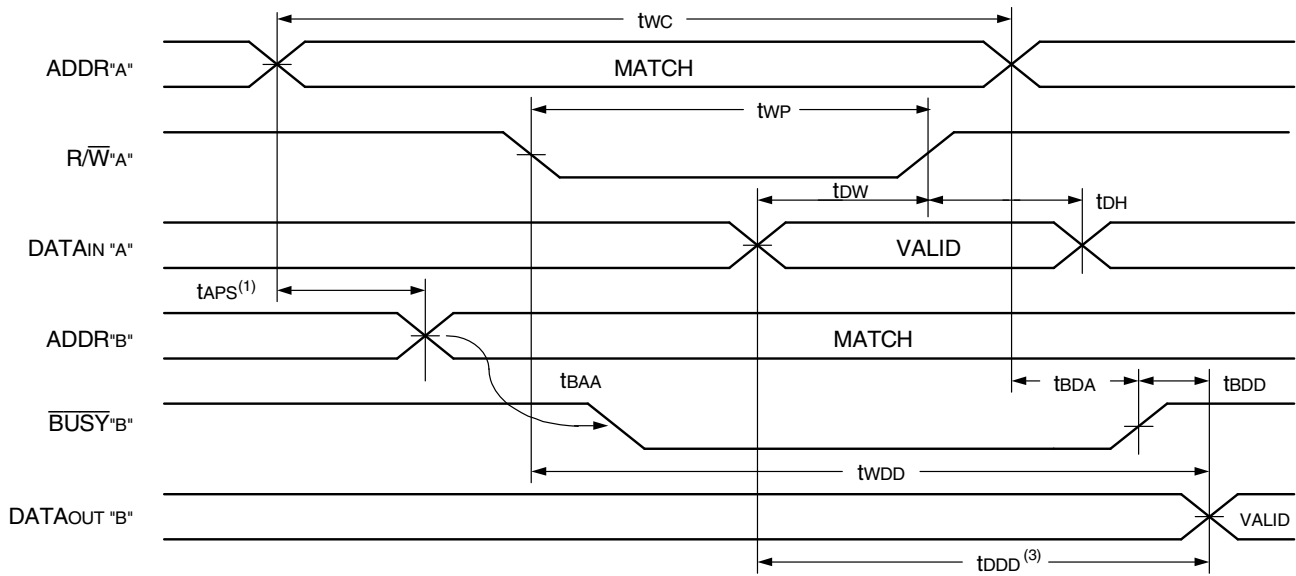 tWC
ADDR"A"
MATCH
tWP
R/W̅"A"
tDW
tDH
DATAIN "A"
VALID
tAPS(1)
ADDR"B"
MATCH
tBAA
tBDA
tBDD
B̅U̅S̅Y̅"B"
tWDD
DATAOUT "B"
VALID
tDDD(3)